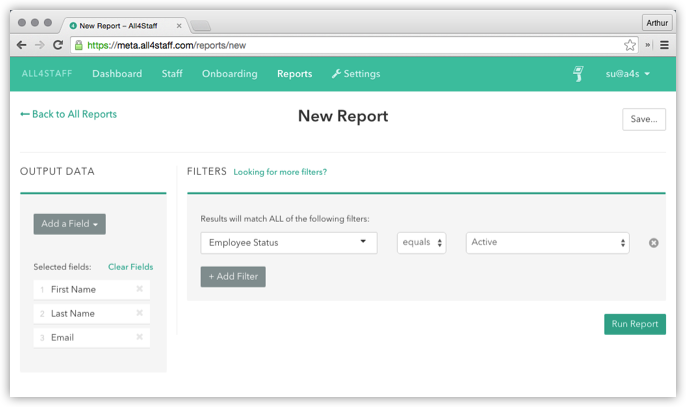 New Report – All4Staff
Arthur
https://meta.all4staff.com/reports/new
ALL4STAFF Dashboard Staff Onboarding Reports Settings su@a4s
Back to All Reports
New Report
Save...
OUTPUT DATA
FILTERS Looking for more filters?
Add a Field
Results will match ALL of the following filters:
Employee Status equals Active
Selected fields: Clear Fields
+ Add Filter
1 First Name
2 Last Name
3 Email
Run Report